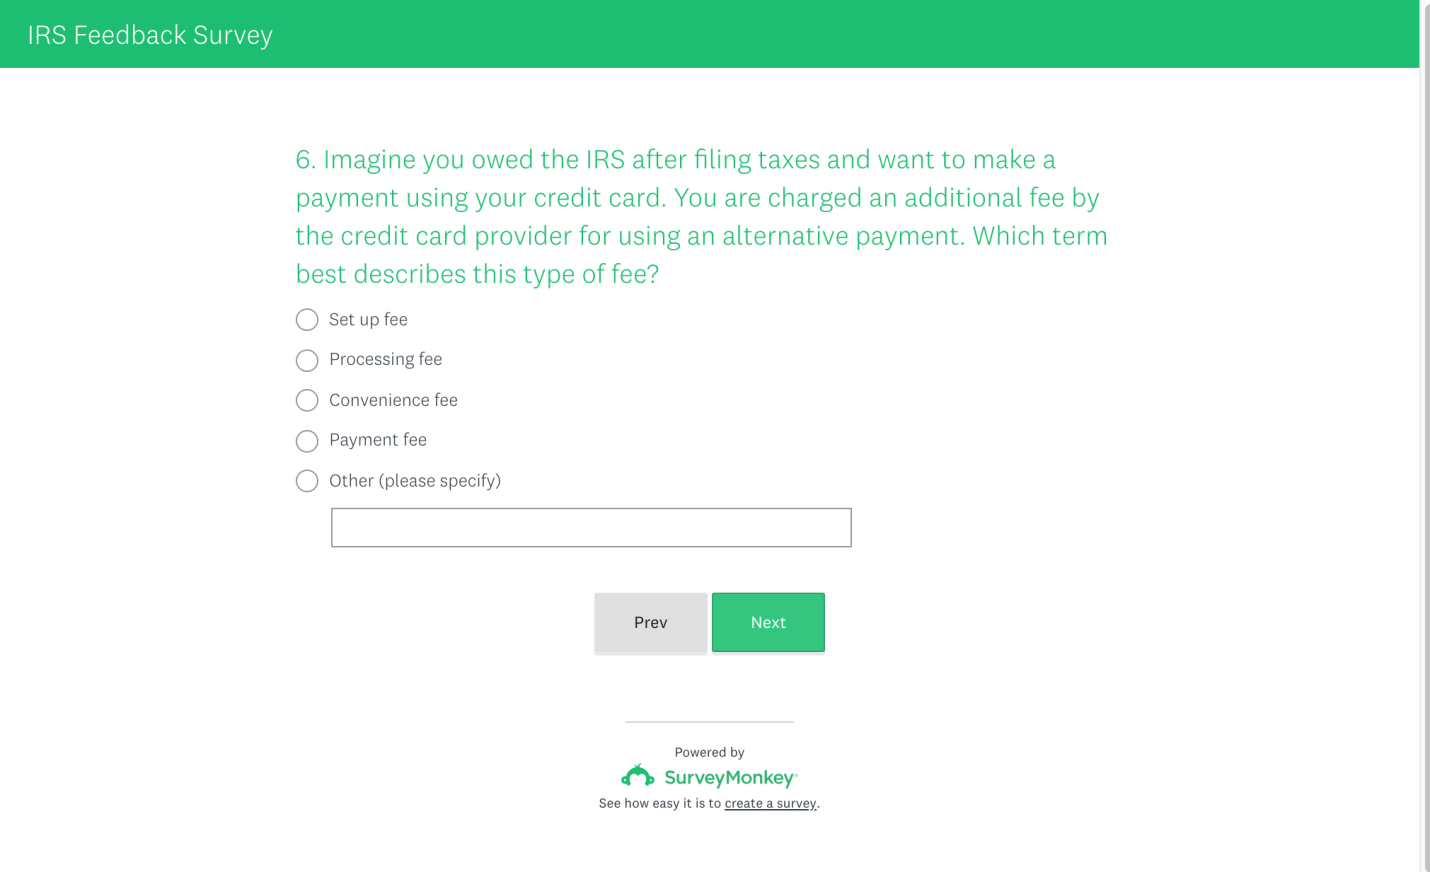 IRS Feedback Survey
6. Imagine you owed the IRS after filing taxes and want to make a
payment using your credit card. You are charged an additional fee by
the credit card provider for using an alternative payment. Which term
best describes this type of fee?
Set up fee
Processing fee
Convenience fee
Payment fee
Other (please specify)
Prev
Next
Powered by
SurveyMonkey
See how easy it is to create a survey.